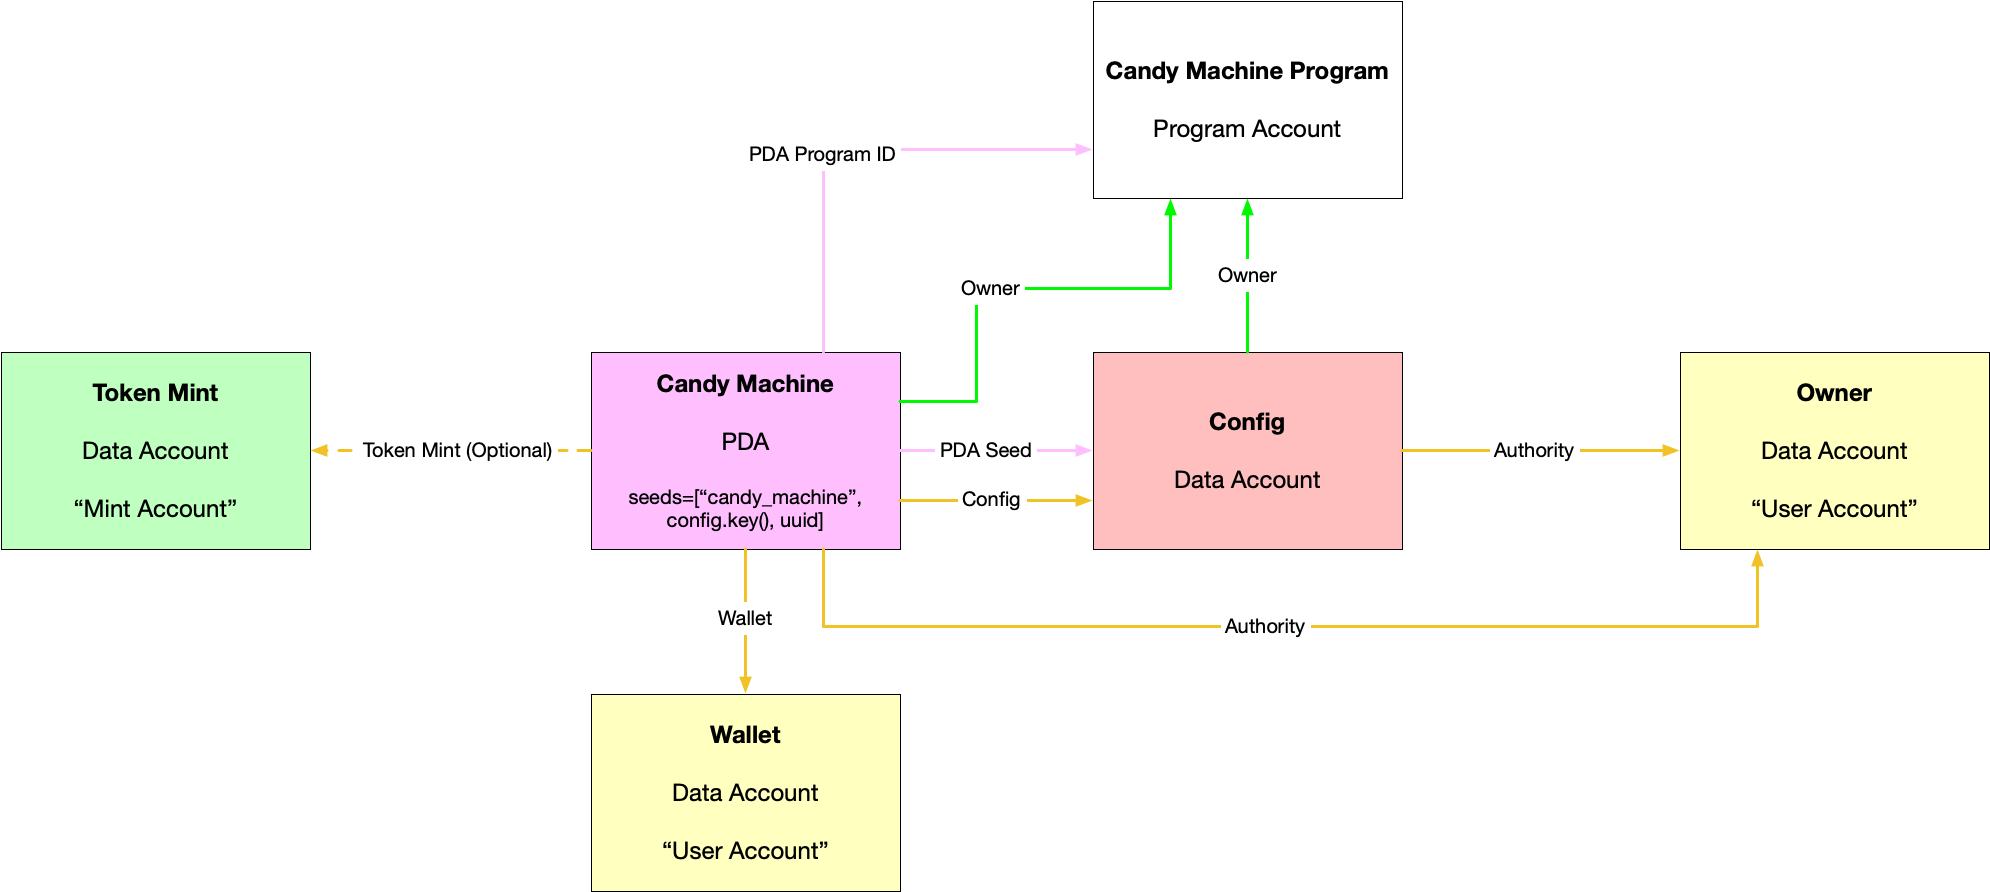 Candy Machine Program
Program Account
PDA Program ID
Owner
Owner
Token Mint
Data Account
“Mint Account”
Token Mint (Optional)
Candy Machine
PDA
seeds=[“candy_machine”,
config.key(), uuid]
PDA Seed
Config
Config
Data Account
Authority
Owner
Data Account
“User Account”
Wallet
Authority
Wallet
Data Account
“User Account”